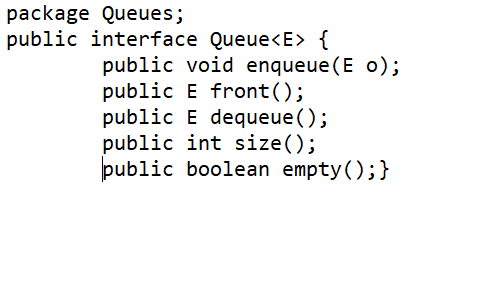 package Queues;
public interface Queue<E> {
public void enqueue(E o);
public E front();
public E dequeue();
public int size();
public boolean empty();}